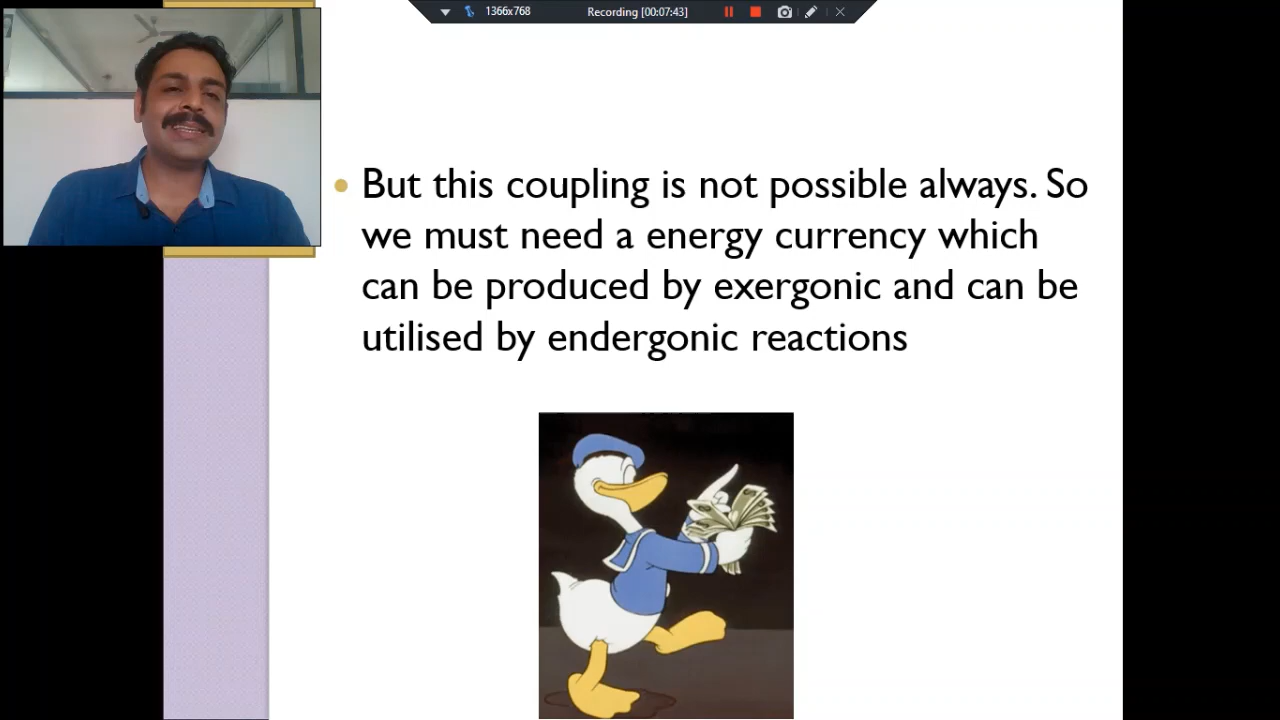 1366x768 Recording [00:07:43]
But this coupling is not possible always. So
we must need a energy currency which
can be produced by exergonic and can be
utilised by endergonic reactions